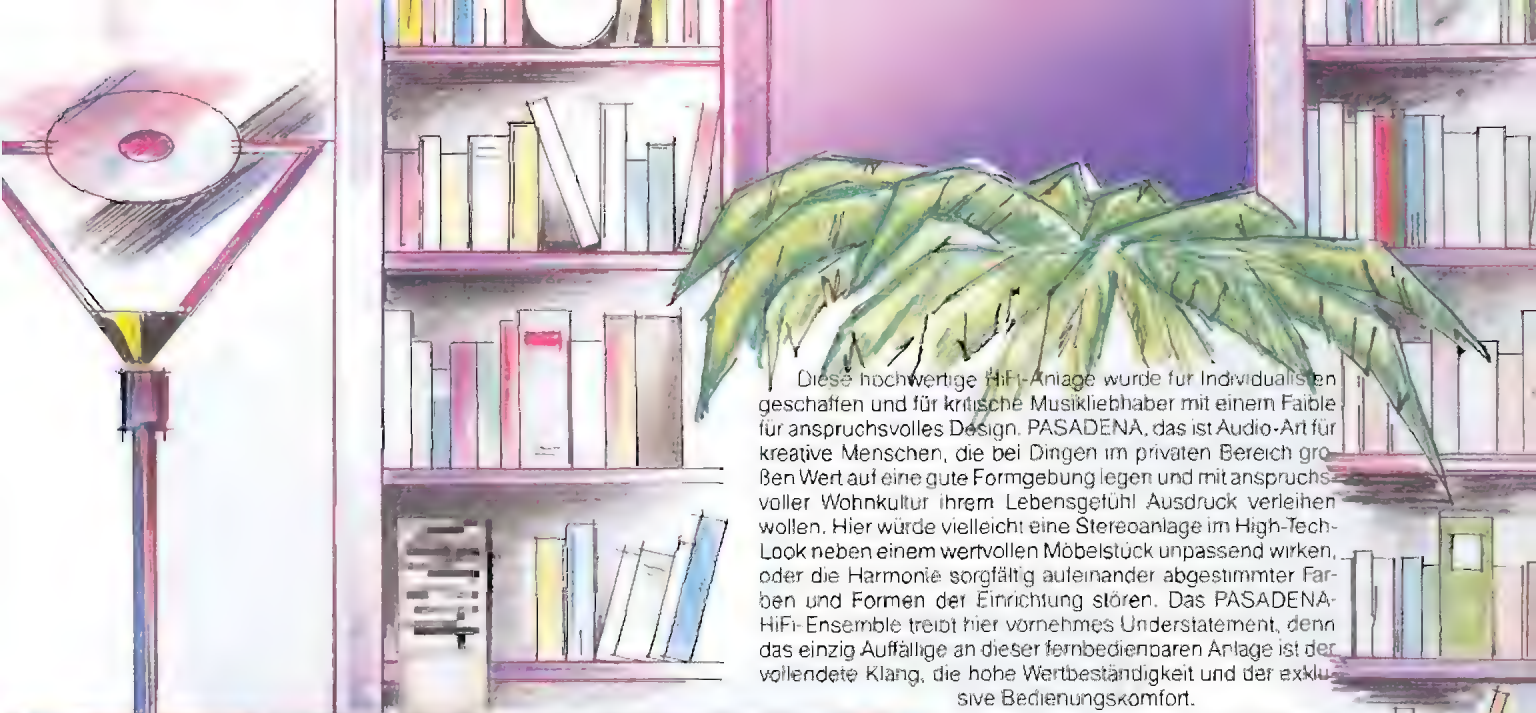 Diese hochwertige HiFi-Anlage wurde für Individualisten
geschaffen und für kritische Musikliebhaber mit einem Faible
für anspruchsvolles Design. PASADENA, das ist Audio-Art für
kreative Menschen, die bei Dingen im privaten Bereich gro-
ßen Wert auf eine gute Formgebung legen und mit anspruchs-
voller Wohnkultur ihrem Lebensgefühl Ausdruck verleihen
wollen. Hier würde vielleicht eine Stereoanlage im High-Tech-
Look neben einem wertvollen Möbelstück unpassend wirken,
oder die Harmonie sorgfältig aufeinander abgestimmter Far-
ben und Formen der Einrichtung stören. Das PASADENA-
HiFi-Ensemble treibt hier vornehmes Understatement, denn
das einzig Auffällige an dieser fernbedienbaren Anlage ist der
vollendete Klang, die hohe Wertbeständigkeit und der exklu-
sive Bedienungskomfort.